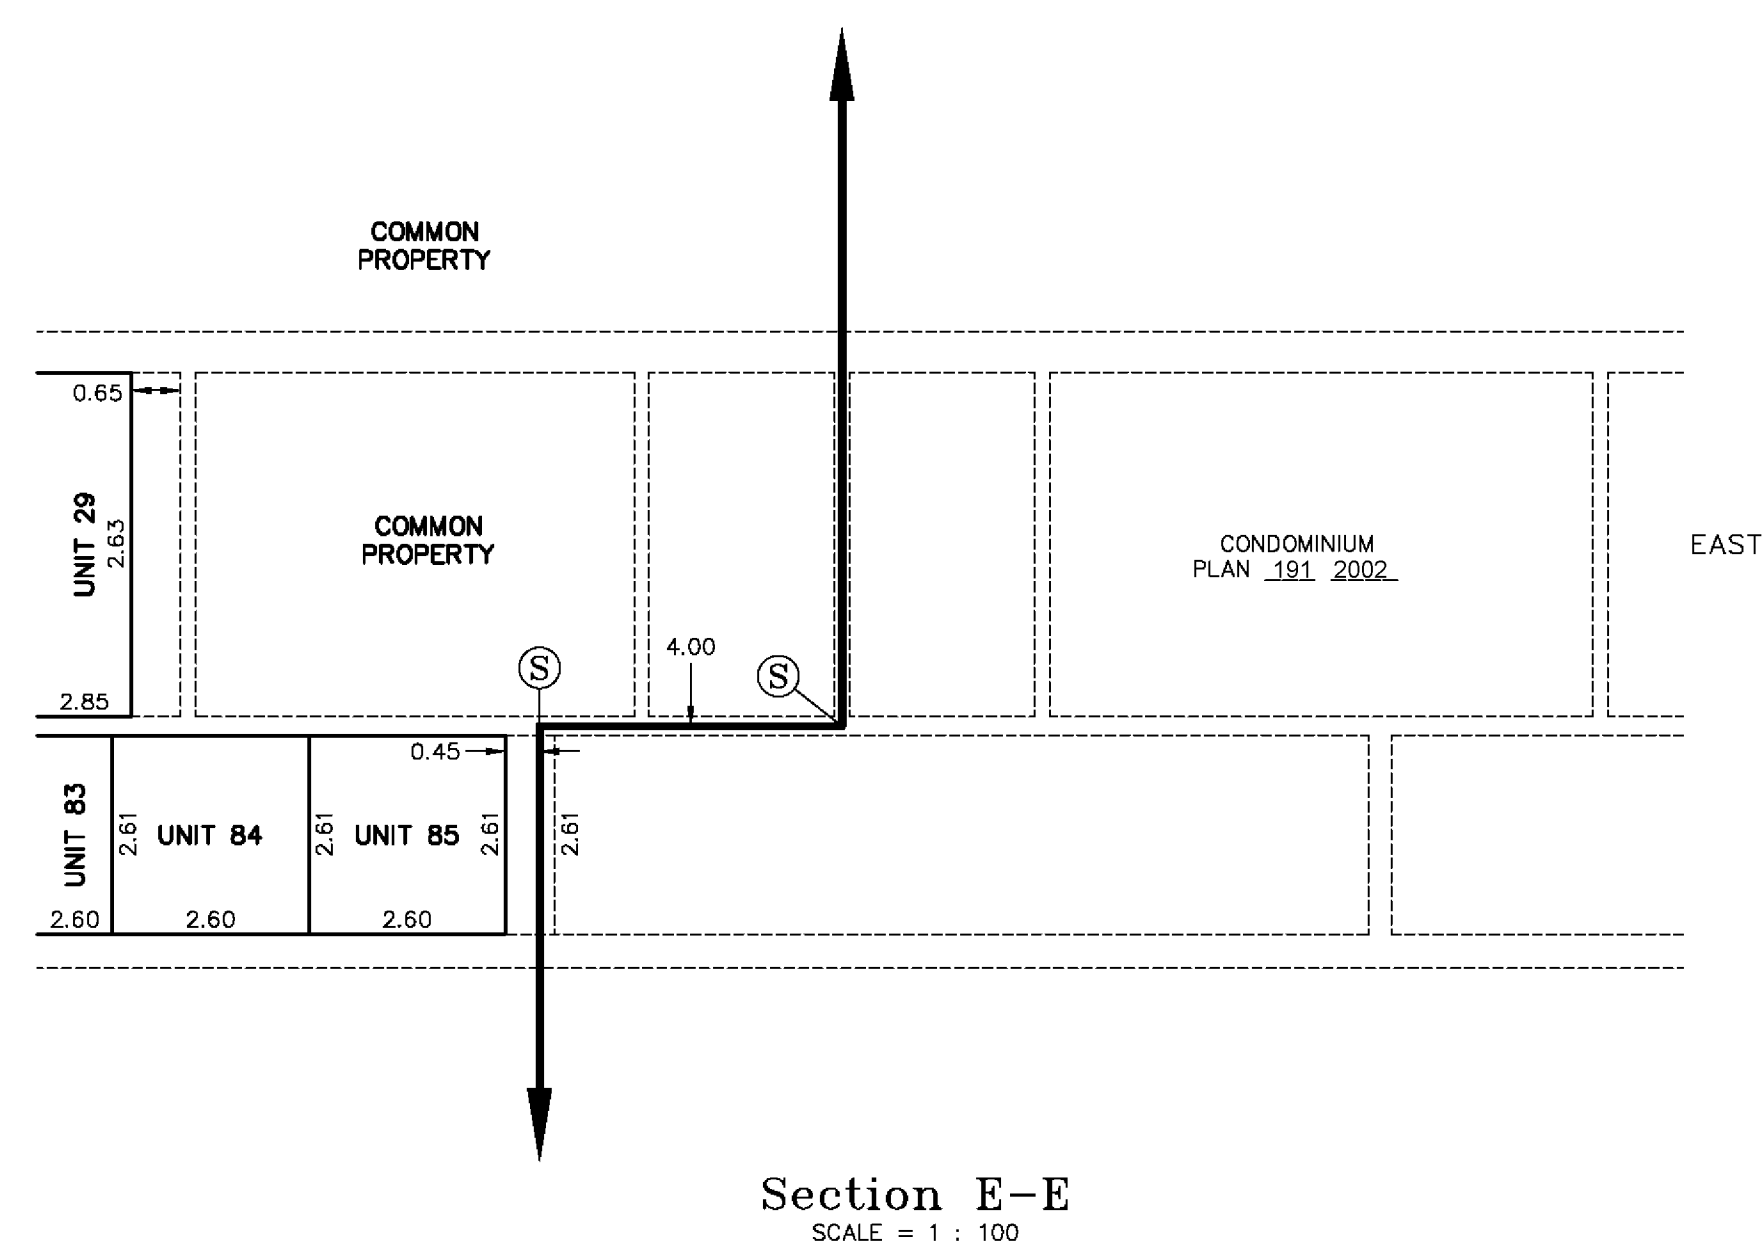 COMMON
PROPERTY
0.65
UNIT 29
2.63
2.85
COMMON
PROPERTY
S
4.00
S
CONDOMINIUM
PLAN 191 2002
EAST
0.45
UNIT 83
2.61
UNIT 84
2.61
UNIT 85
2.61
2.61
2.60
2.60
2.60
Section E-E
SCALE = 1 : 100